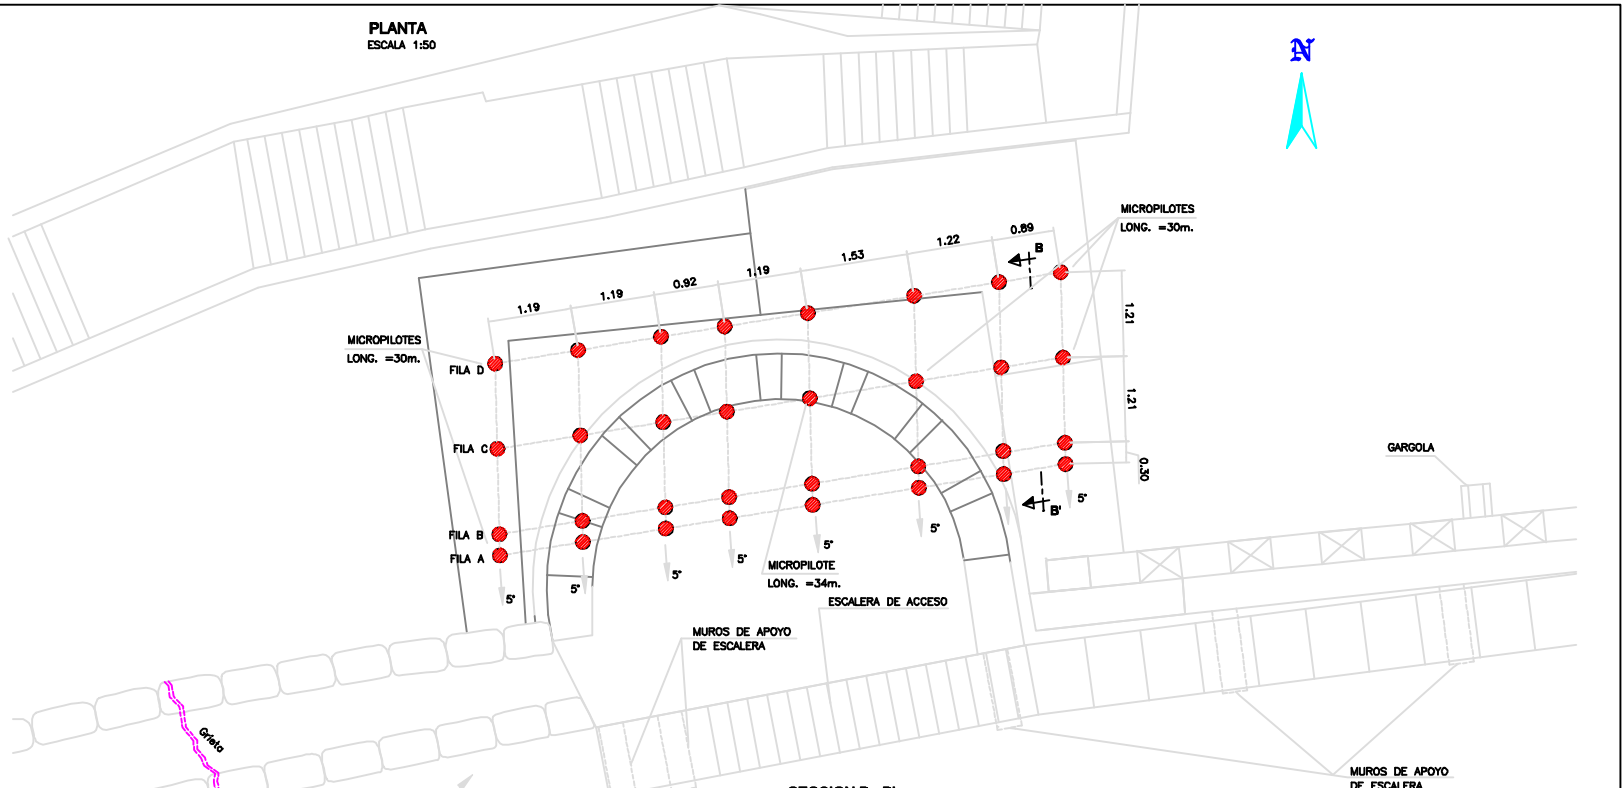 PLANTA
ESCALA 1:50
N
MICROPILOTES
LONG. =30m.
B
0.89
1.22
1.53
1.19
0.92
1.19
1.19
1.21
MICROPILOTES
LONG. =30m.
FILA D
1.21
FILA C
GARGOLA
0.30
5°
B'
FILA B
5°
FILA A
5°
5°
MICROPILOTE
LONG. =34m.
5°
5°
5°
ESCALERA DE ACCESO
MUROS DE APOYO
DE ESCALERA
Grieta
MUROS DE APOYO
DE ESCALERA